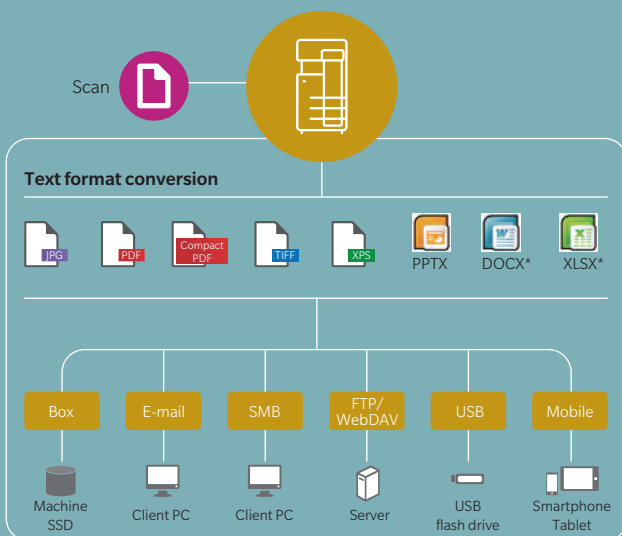 Scan
Text format conversion
JPG
PDF
Compact
PDF
TIFF
XPS
PPTX
DOCX*
XLSX*
Box
E-mail
SMB
FTP/
WebDAV
USB
Mobile
Machine
SSD
Client PC
Client PC
Server
USB
flash drive
Smartphone
Tablet